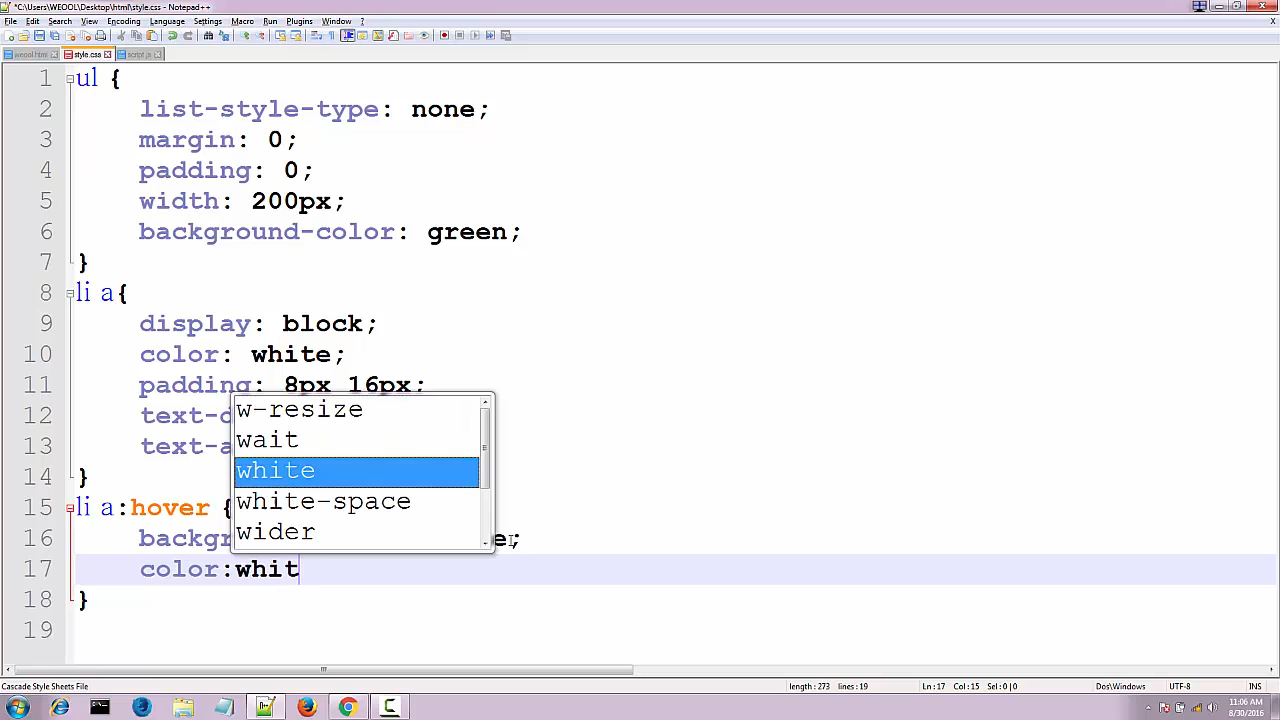 *C:\Users\WEOOL\Desktop\html\style.css - Notepad++
File Edit Search View Encoding Language Settings Macro Run Plugins Window ?
weool.html style.css script.js
1 ul {
2 list-style-type: none;
3 margin: 0;
4 padding: 0;
5 width: 200px;
6 background-color: green;
7 }
8 li a{
9 display: block;
10 color: white;
11 padding: 8px 16px;
12 text-d
13 text-a
14 }
15 li a:hover {
16 backgr e;
17 color:whit
18 }
19
w-resize
wait
white
white-space
wider
Cascade Style Sheets File length : 273 lines : 19 Ln : 17 Col : 15 Sel : 0 | 0 Dos\Windows UTF-8 INS
11:06 AM
8/30/2016